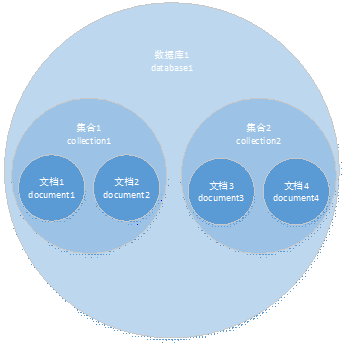 数据库1
database1
集合1
collection1
集合2
collection2
文档1
document1
文档2
document2
文档3
document3
文档4
document4